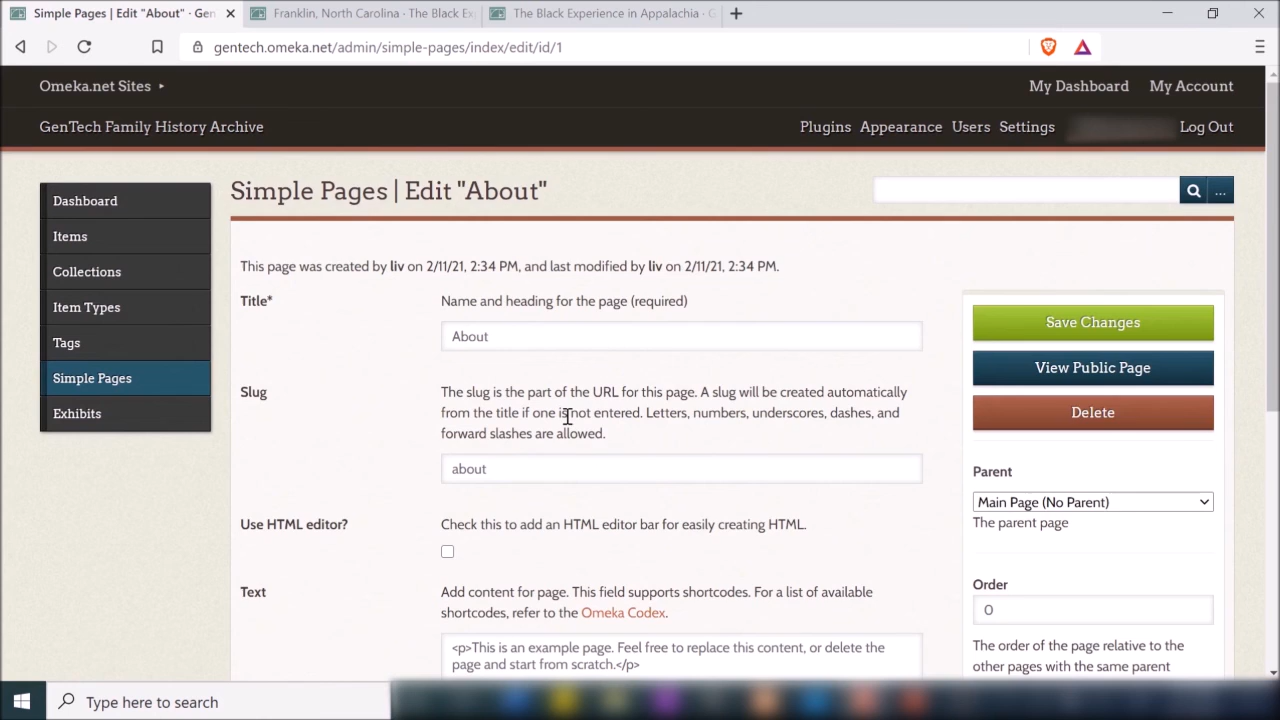 Simple Pages | Edit "About" · Gen
Franklin, North Carolina · The Black Ex
The Black Experience in Appalachia · G
gentech.omeka.net/admin/simple-pages/index/edit/id/1
Omeka.net Sites
My Dashboard
My Account
GenTech Family History Archive
Plugins
Appearance
Users
Settings
Log Out
Dashboard
Items
Collections
Item Types
Tags
Simple Pages
Exhibits
Simple Pages | Edit "About"
...
This page was created by liv on 2/11/21, 2:34 PM, and last modified by liv on 2/11/21, 2:34 PM.
Title*
Name and heading for the page (required)
About
Slug
The slug is the part of the URL for this page. A slug will be created automatically
from the title if one is not entered. Letters, numbers, underscores, dashes, and
forward slashes are allowed.
about
Use HTML editor?
Check this to add an HTML editor bar for easily creating HTML.
Text
Add content for page. This field supports shortcodes. For a list of available
shortcodes, refer to the Omeka Codex.
<p>This is an example page. Feel free to replace this content, or delete the
page and start from scratch.</p>
Save Changes
View Public Page
Delete
Parent
Main Page (No Parent)
The parent page
Order
0
The order of the page relative to the
other pages with the same parent
Type here to search